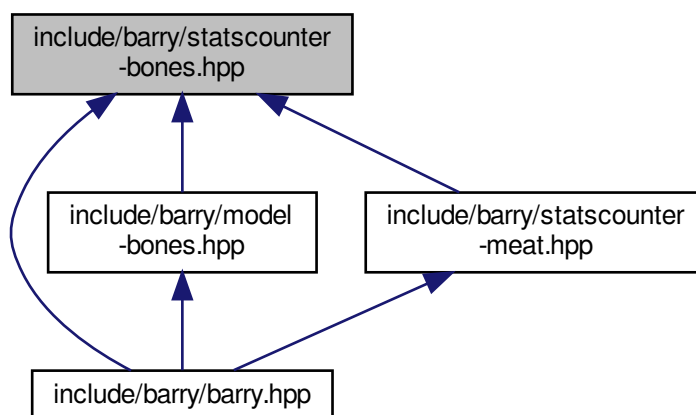 include/barry/statscounter
-bones.hpp
include/barry/model
-bones.hpp
include/barry/statscounter
-meat.hpp
include/barry/barry.hpp